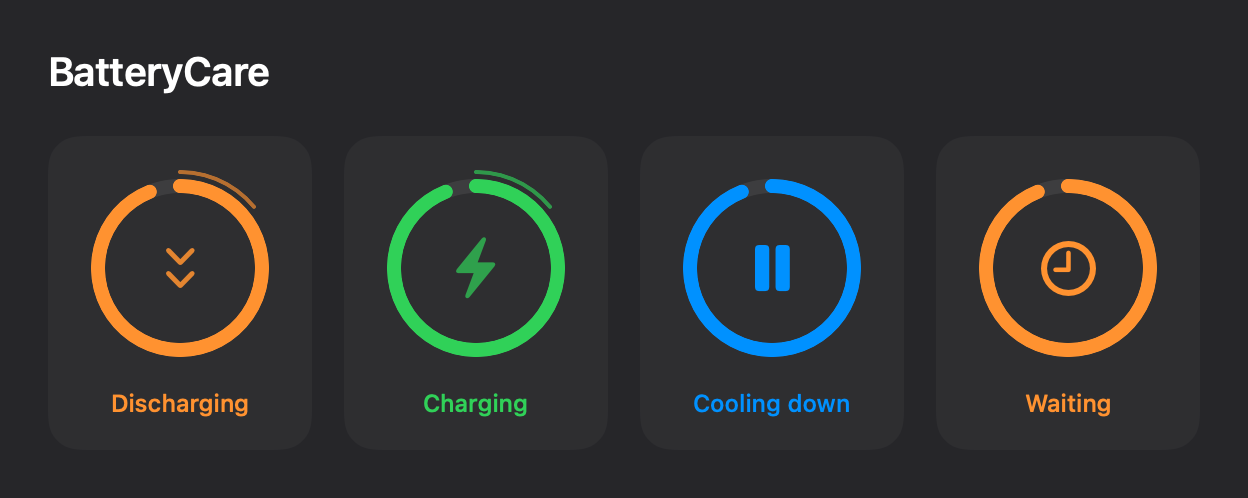 BatteryCare
Discharging
Charging
Cooling down
Waiting